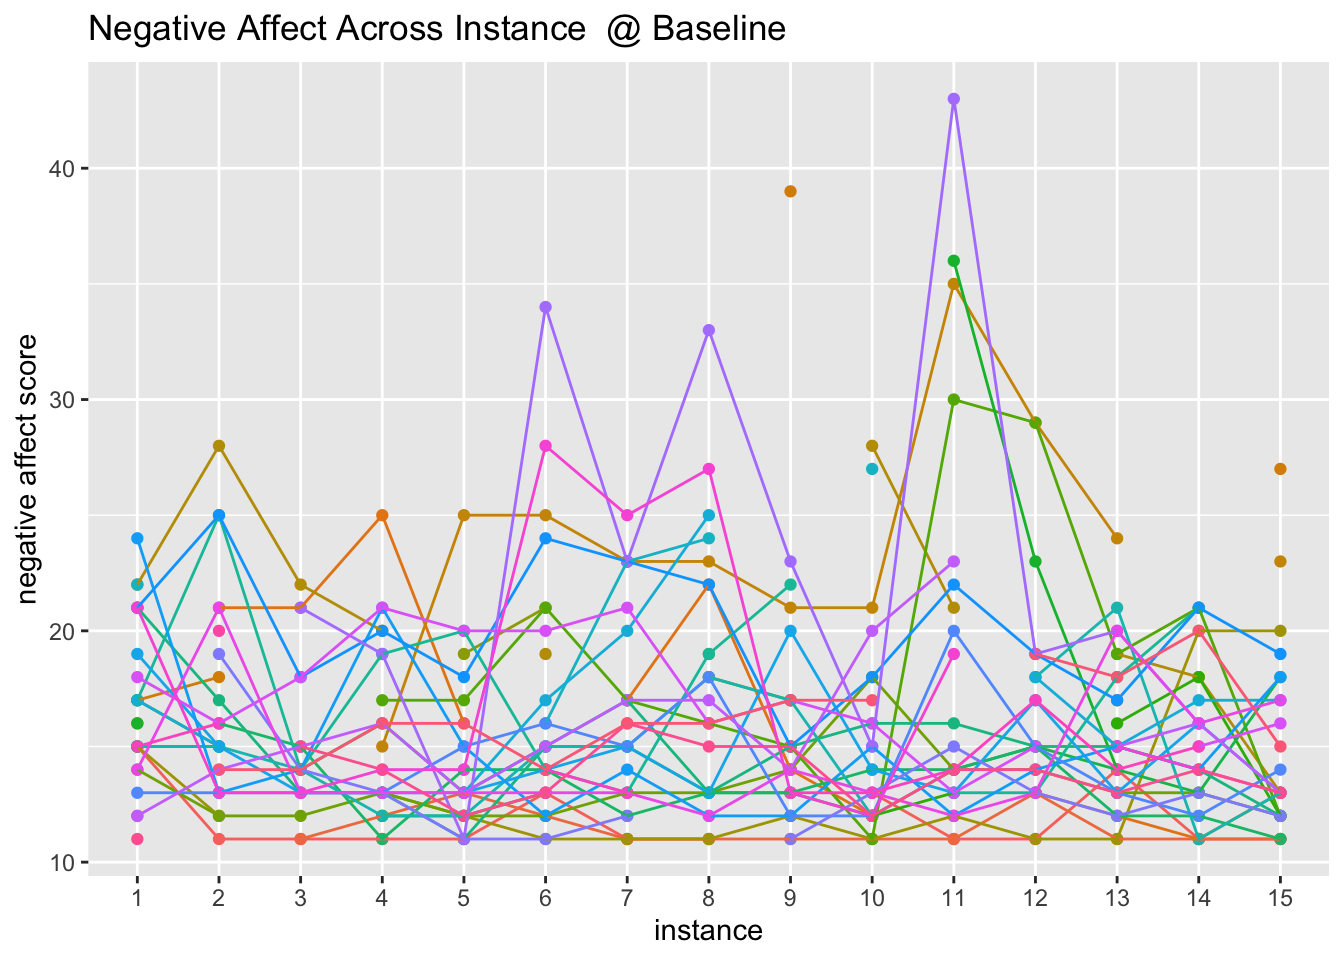 Negative Affect Across Instance  @ Baseline
negative affect score
40
30
20
10
1 2 3 4 5 6 7 8 9 10 11 12 13 14 15
instance